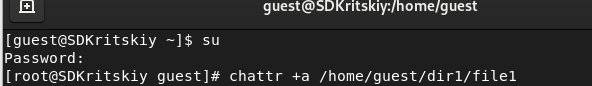 guest@SDKritskiy:/home/guest
[guest@SDKritskiy ~]$ su
Password:
[root@SDKritskiy guest]# chattr +a /home/guest/dir1/file1